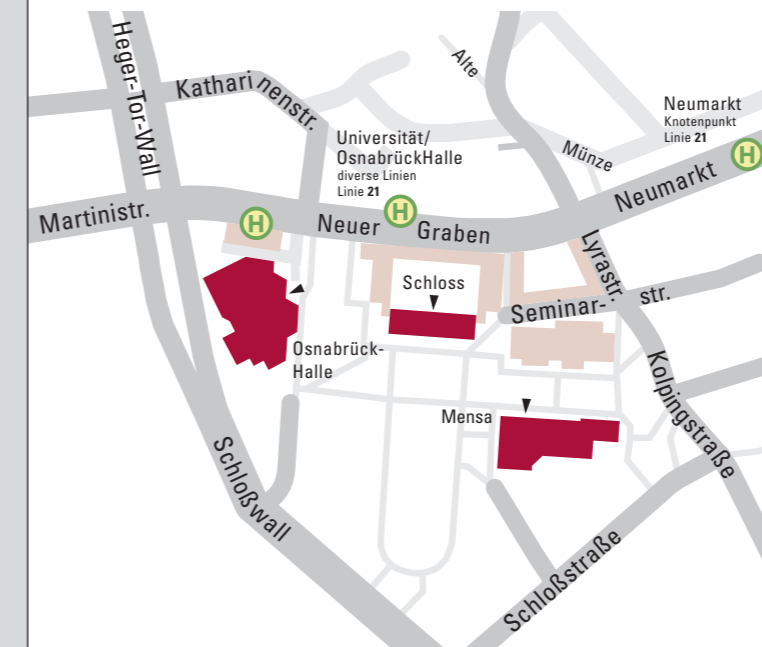 Heger-Tor-Wall
Katharinenstr.
Alte
Münze
Universität/
OsnabrückHalle
diverse Linien
Linie 21
Neumarkt
Knotenpunkt
Linie 21
H
H
H
Martinistr.
Neuer Graben
Neumarkt
Lyrastr.
Schloss
Seminar- str.
Osnabrück-
Halle
Kolpingstraße
Mensa
Schloßwall
Schloßstraße